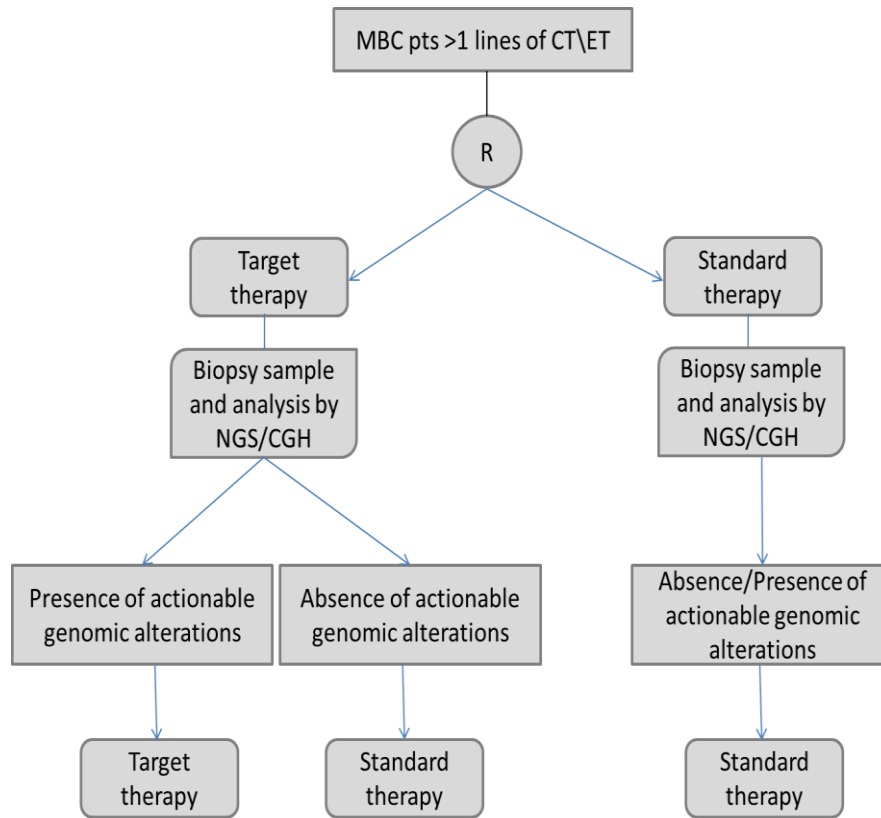 MBC pts >1 lines of CT\ET
R
Target
therapy
Standard
therapy
Biopsy sample
and analysis by
NGS/CGH
Biopsy sample
and analysis by
NGS/CGH
Presence of actionable
genomic alterations
Absence of actionable
genomic alterations
Absence/Presence of
actionable genomic
alterations
Target
therapy
Standard
therapy
Standard
therapy